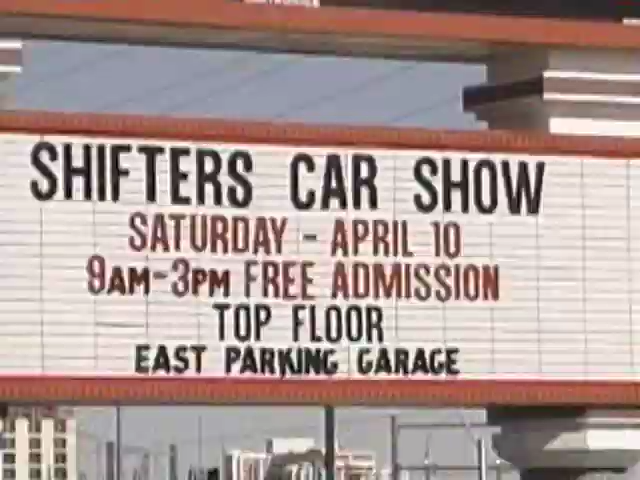 SHIFTERS CAR SHOW
SATURDAY - APRIL 10
9AM-3PM FREE ADMISSION
TOP FLOOR
EAST PARKING GARAGE